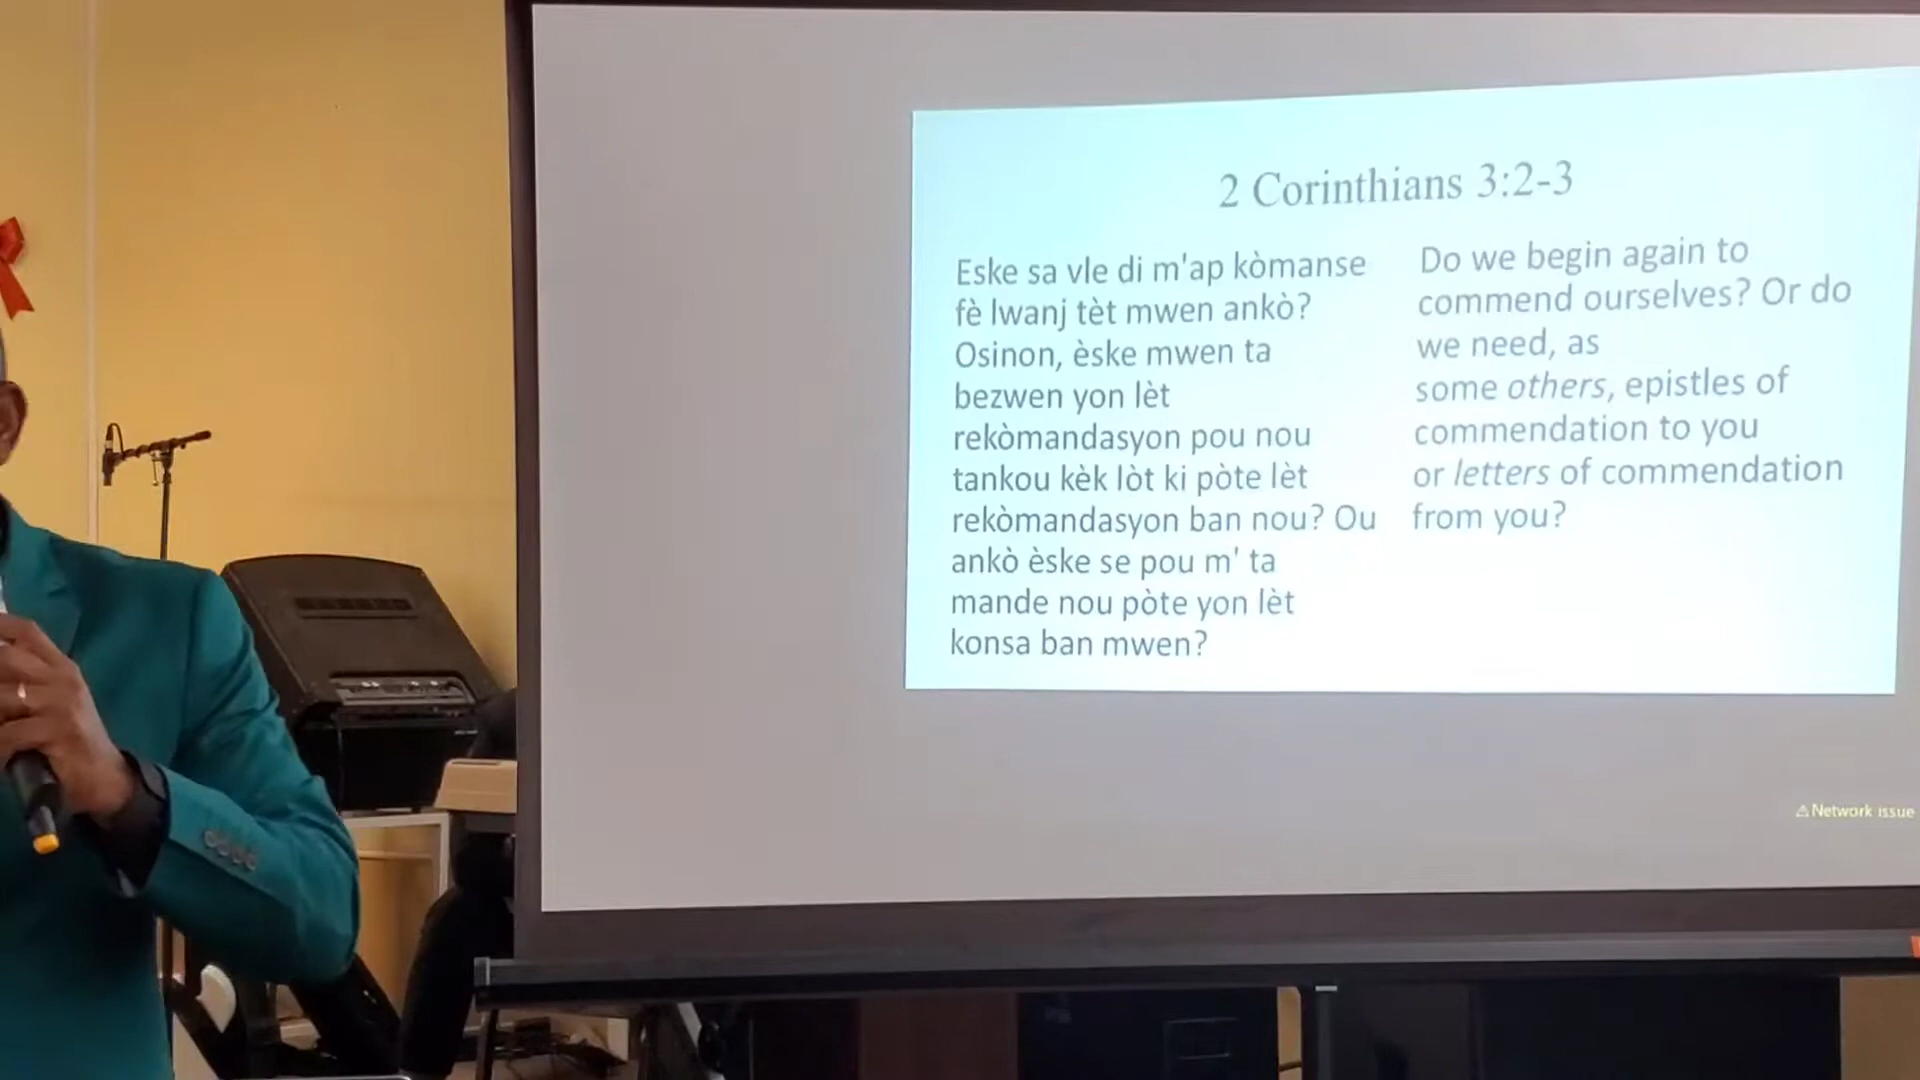 2 Corinthians 3:2-3
Eske sa vle di m'ap kòmanse
fè lwanj tèt mwen ankò?
Osinon, èske mwen ta
bezwen yon lèt
rekòmandasyon pou nou
tankou kèk lòt ki pòte lèt
rekòmandasyon ban nou? Ou
ankò èske se pou m' ta
mande nou pòte yon lèt
konsa ban mwen?
Do we begin again to
commend ourselves? Or do
we need, as
some others, epistles of
commendation to you
or letters of commendation
from you?
⚠ Network issue